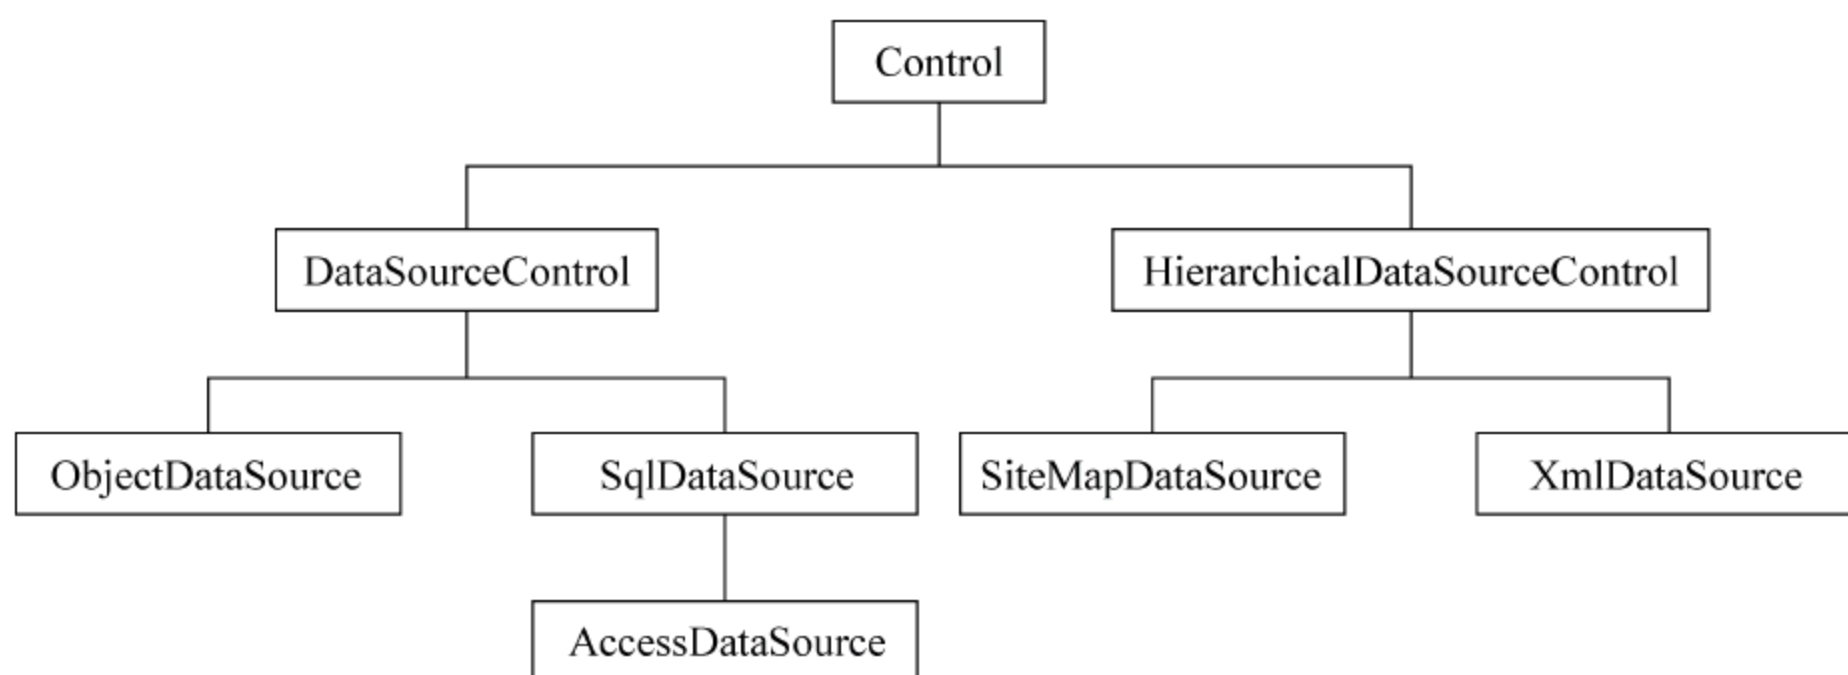 Control
DataSourceControl
HierarchicalDataSourceControl
ObjectDataSource
SqlDataSource
SiteMapDataSource
XmlDataSource
AccessDataSource